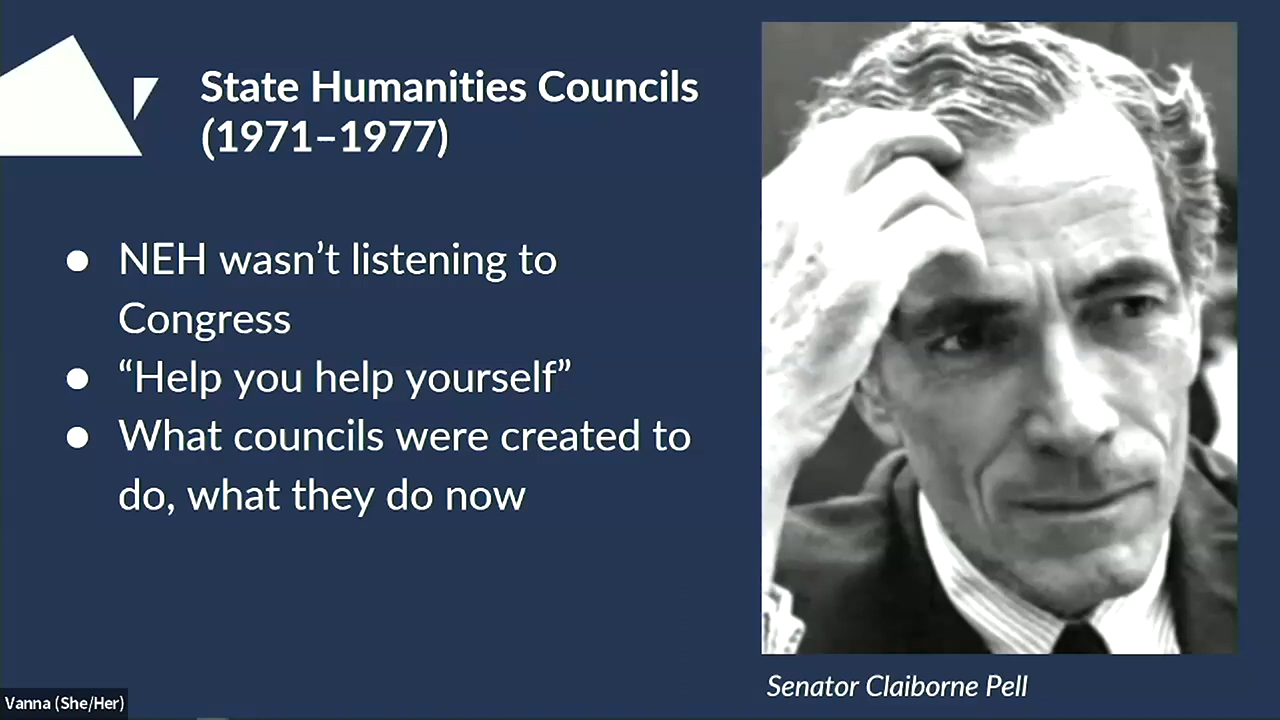 State Humanities Councils
(1971–1977)
● NEH wasn’t listening to
Congress
● “Help you help yourself”
● What councils were created to
do, what they do now
Senator Claiborne Pell
Vanna (She/Her)